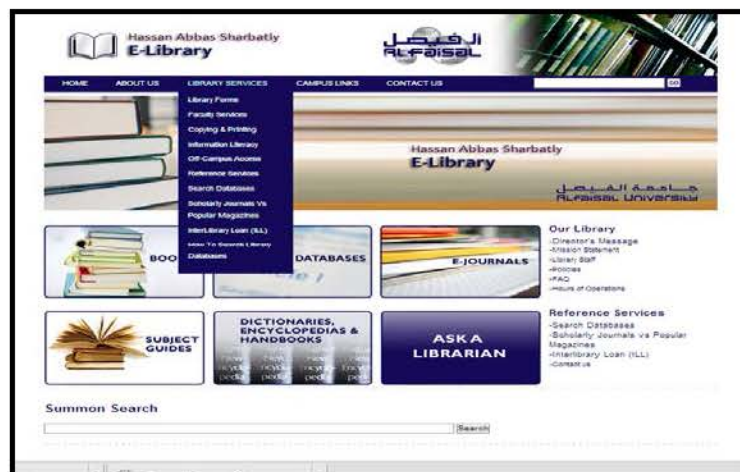 Hassan Abbas Sharbatly
E-Library
الفيصل
ALFAISAL
HOME ABOUT US LIBRARY SERVICES CAMPUS LINKS CONTACT US GO
Library Forms
Faculty Services
Copying & Printing
Information Literacy
Off-Campus Access
Reference Services
Search Databases
Scholarly Journals Vs
Popular Magazines
InterLibrary Loan (ILL)
How To Search Library
Databases
Hassan Abbas Sharbatly
E-Library
جامعة الفيصل
ALFAISAL UNIVERSITY
BOO
DATABASES
E-JOURNALS
Our Library
-Director's Message
-Mission Statement
-Library Staff
-Policies
-FAQ
-Hours of Operations
SUBJECT
GUIDES
DICTIONARIES,
ENCYCLOPEDIAS &
HANDBOOKS
ASK A
LIBRARIAN
Reference Services
-Search Databases
-Scholarly Journals vs Popular
Magazines
-Interlibrary Loan (ILL)
-Contact us
Summon Search
Search